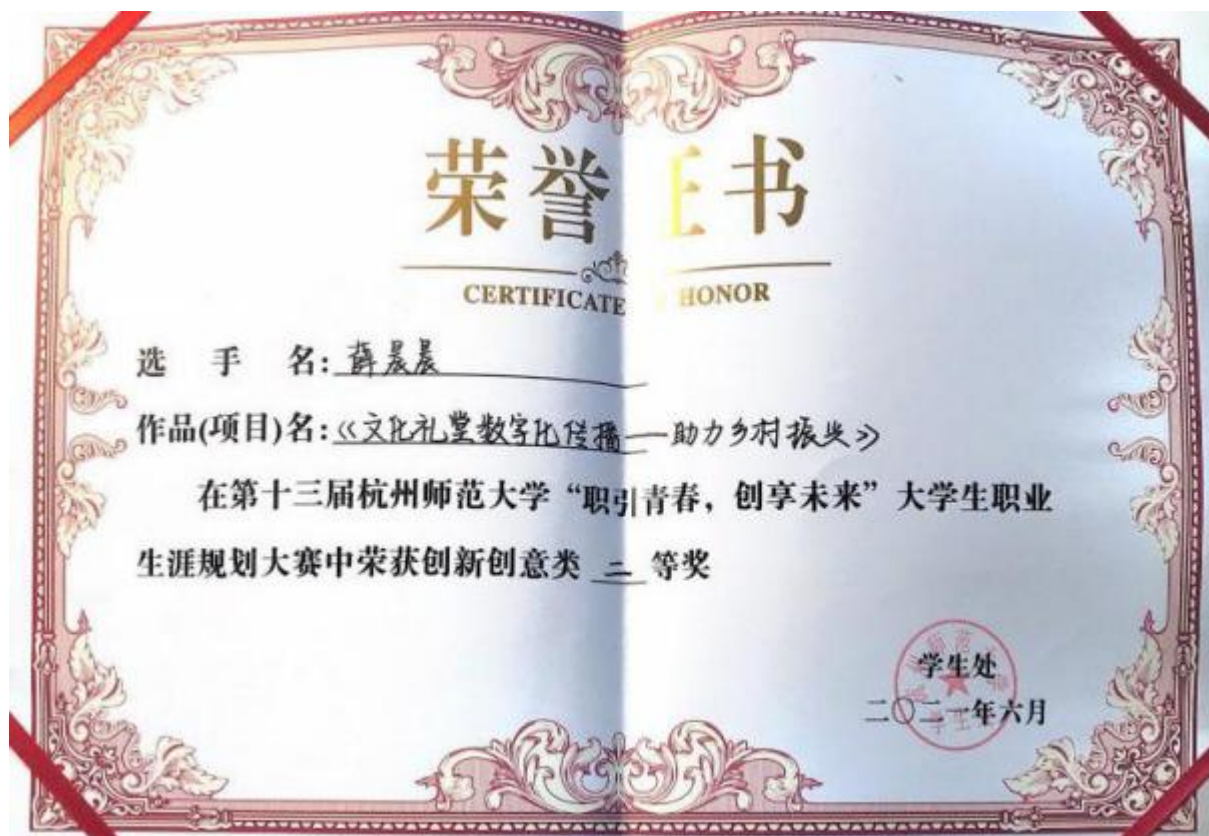 荣誉证书
CERTIFICATE HONOR
选手名：薛晨晨
作品(项目)名：《文化礼堂数字化传播——助力乡村振兴》
在第十三届杭州师范大学“职引青春，创享未来”大学生职业
生涯规划大赛中荣获创新创意类 二 等奖
学生处
二〇二一年六月